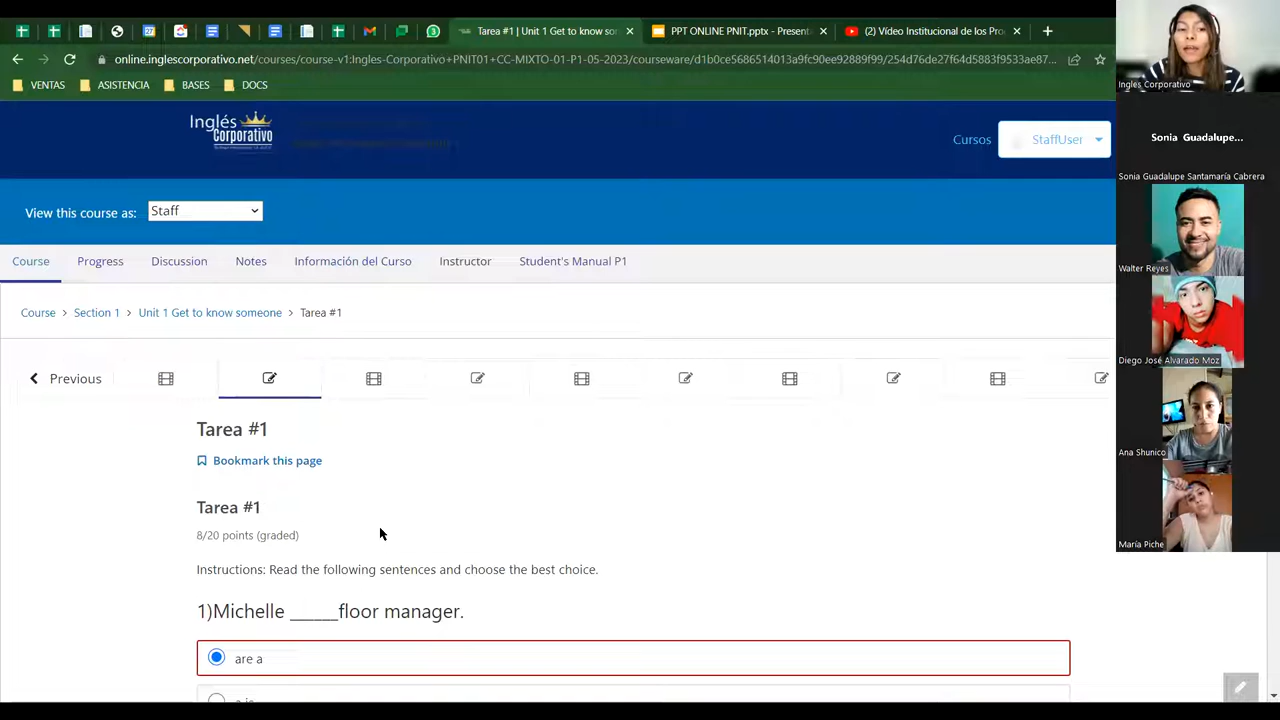 Tarea #1 | Unit 1 Get to know so
PPT ONLINE PNIT.pptx - Present
(2) Vídeo Institucional de los Pro
online.inglescorporativo.net/courses/course-v1:Ingles-Corporativo+PNIT01+CC-MIXTO-01-P1-05-2023/courseware/d1b0ce5686514013a9fc90ee92889f99/254d76de27f64d5883f9533ae87...
VENTAS
ASISTENCIA
BASES
DOCS
Inglés
Corporativo
Cursos
StaffUser
View this course as:
Staff
Course
Progress
Discussion
Notes
Información del Curso
Instructor
Student's Manual P1
Course > Section 1 > Unit 1 Get to know someone > Tarea #1
Previous
Tarea #1
Bookmark this page
Tarea #1
8/20 points (graded)
Instructions: Read the following sentences and choose the best choice.
1)Michelle ______floor manager.
are a
Ingles Corporativo
Sonia Guadalupe...
Sonia Guadalupe Santamaría Cabrera
Walter Reyes
Diego José Alvarado Moz
Ana Shunico
María Piche